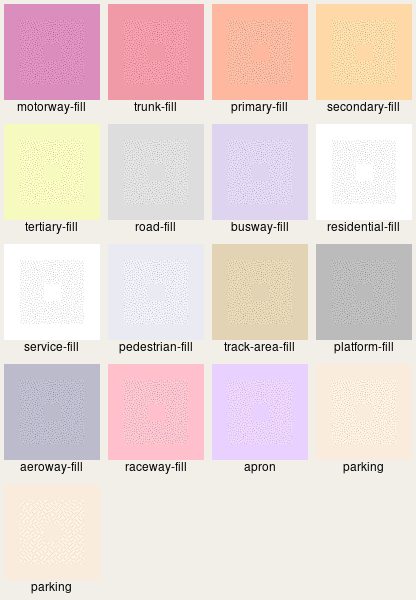 motorway-fill trunk-fill primary-fill secondary-fill
tertiary-fill road-fill busway-fill residential-fill
service-fill pedestrian-fill track-area-fill platform-fill
aeroway-fill raceway-fill apron parking
parking